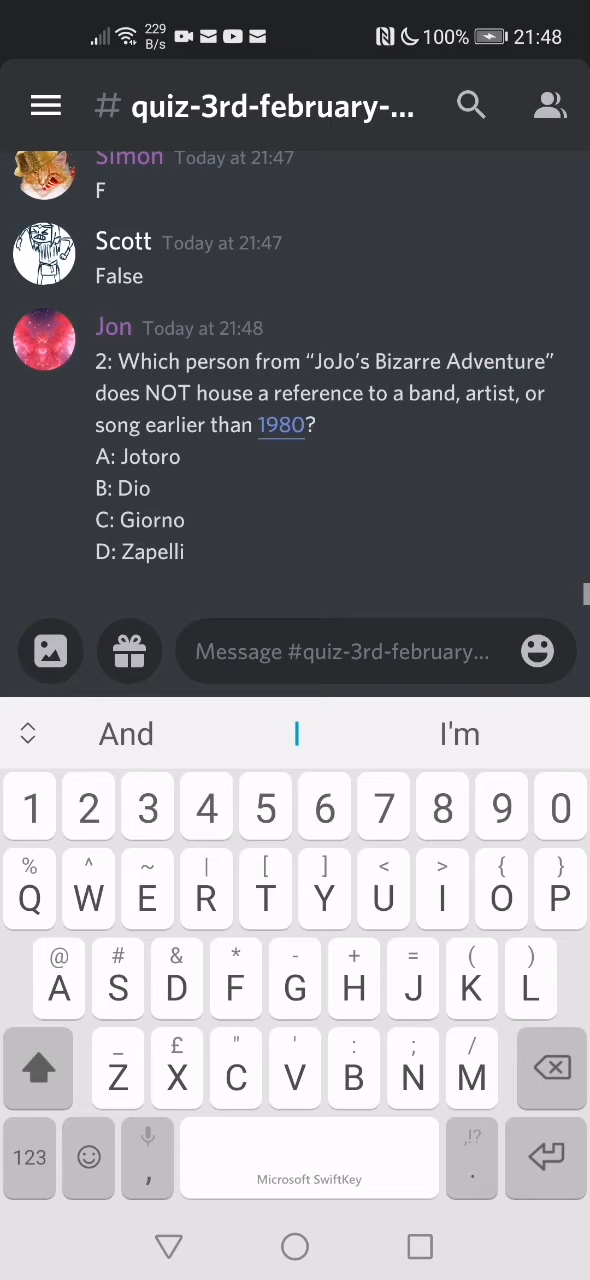 229
B/s
100%
21:48
# quiz-3rd-february-...
Simon Today at 21:47
F
Scott Today at 21:47
False
Jon Today at 21:48
2: Which person from “JoJo’s Bizarre Adventure”
does NOT house a reference to a band, artist, or
song earlier than 1980?
A: Jotoro
B: Dio
C: Giorno
D: Zapelli
Message #quiz-3rd-february...
And I I'm
1 2 3 4 5 6 7 8 9 0
% ^ ~ | [ ] < > { }
Q W E R T Y U I O P
@ # & * - + = ( )
A S D F G H J K L
_ £ " ' : ; /
Z X C V B N M
,!?
123 , .
Microsoft SwiftKey